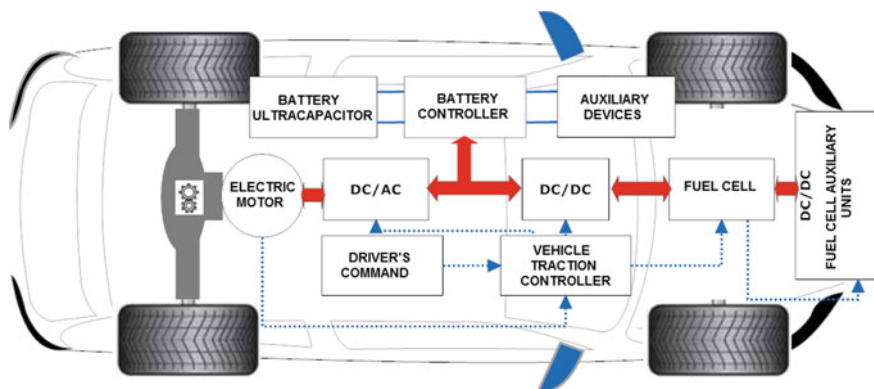 BATTERY
ULTRACAPACITOR
BATTERY
CONTROLLER
AUXILIARY
DEVICES
ELECTRIC
MOTOR
DC/AC
DC/DC
FUEL CELL
DC/DC
FUEL CELL AUXILIARY
UNITS
DRIVER'S
COMMAND
VEHICLE
TRACTION
CONTROLLER